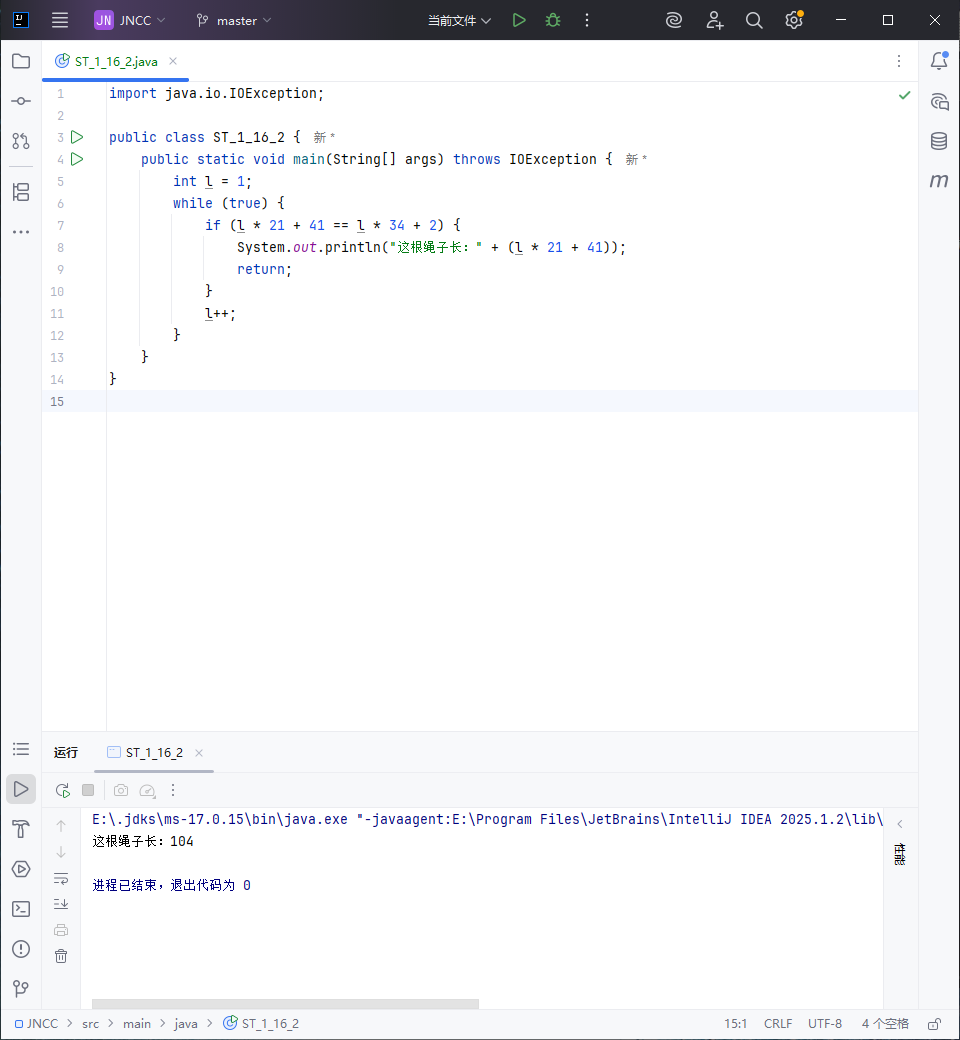 JN JNCC master 当前文件
ST_1_16_2.java
1 import java.io.IOException;
2
3 public class ST_1_16_2 { 新 *
4 public static void main(String[] args) throws IOException { 新 *
5 int l = 1;
6 while (true) {
7 if (l * 21 + 41 == l * 34 + 2) {
8 System.out.println("这根绳子长：" + (l * 21 + 41));
9 return;
10 }
11 l++;
12 }
13 }
14 }
15
m
运行 ST_1_16_2
E:\.jdks\ms-17.0.15\bin\java.exe "-javaagent:E:\Program Files\JetBrains\IntelliJ IDEA 2025.1.2\lib\
这根绳子长：104
进程已结束，退出代码为 0
性能
JNCC > src > main > java > ST_1_16_2 15:1 CRLF UTF-8 4 个空格